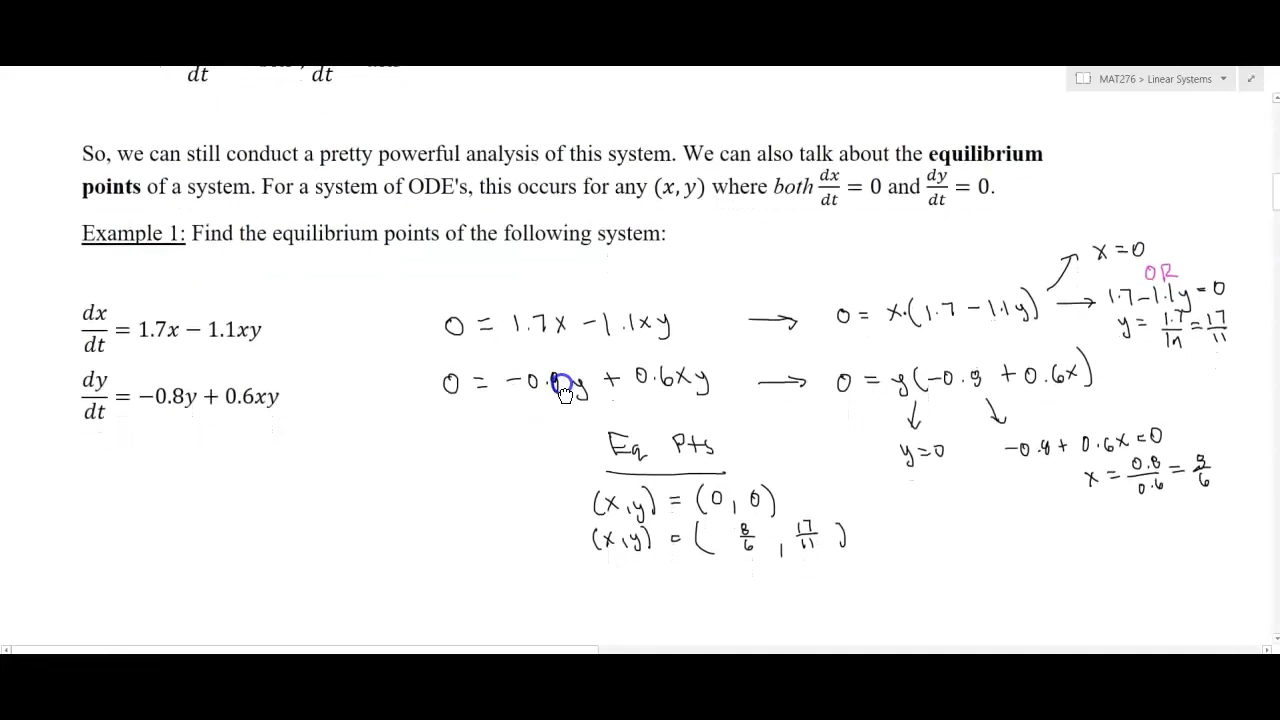 dt dt
MAT276 > Linear Systems
So, we can still conduct a pretty powerful analysis of this system. We can also talk about the equilibrium
points of a system. For a system of ODE's, this occurs for any (x, y) where both dx/dt = 0 and dy/dt = 0.
Example 1: Find the equilibrium points of the following system:
dx/dt = 1.7x − 1.1xy
0 = 1.7x − 1.1xy → 0 = x·(1.7 − 1.1y)
x = 0
OR
→ 1.7 − 1.1y = 0
y = 1.7/1.1 = 17/11
dy/dt = −0.8y + 0.6xy
0 = −0.8y + 0.6xy → 0 = y(−0.8 + 0.6x)
y = 0
−0.8 + 0.6x = 0
x = 0.8/0.6 = 8/6
Eq Pts
(x,y) = (0, 0)
(x,y) = ( 8/6 , 17/11 )